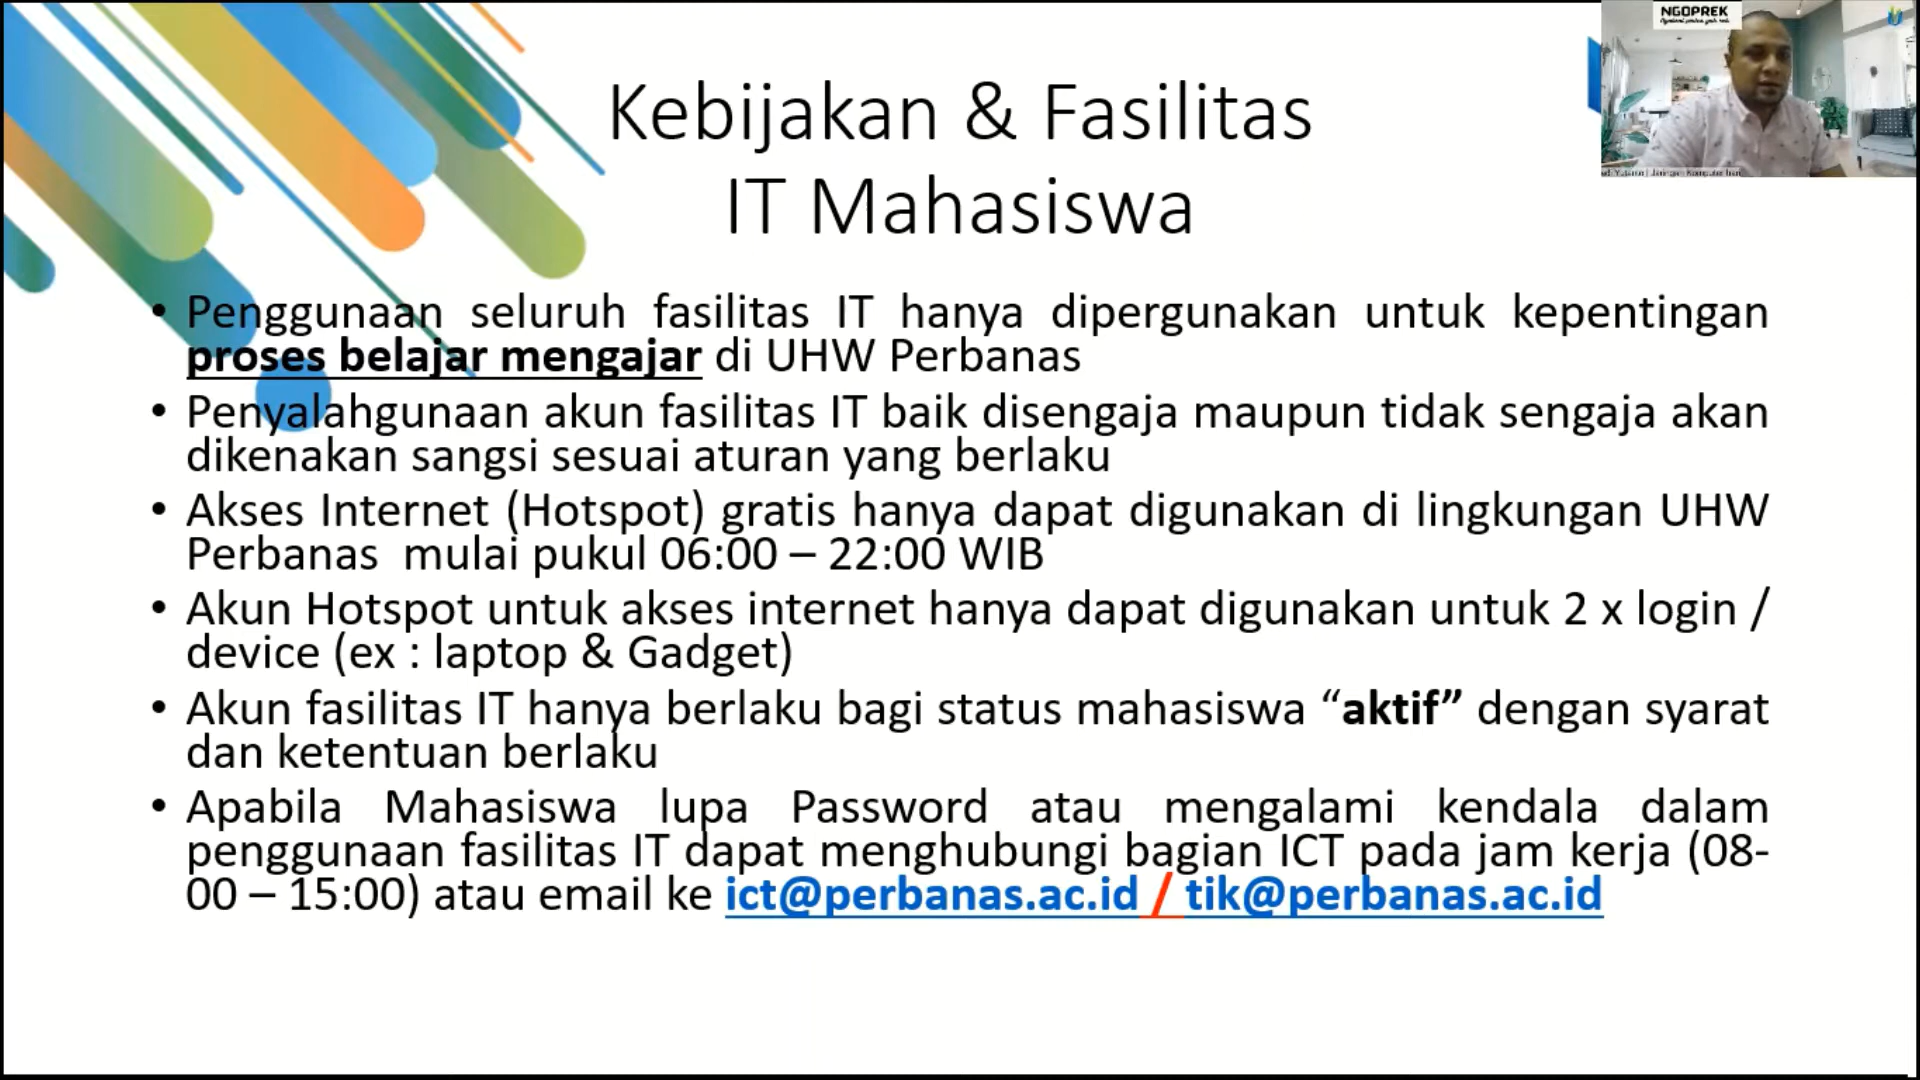 NGOPREK
Kebijakan & Fasilitas
IT Mahasiswa
• Penggunaan seluruh fasilitas IT hanya dipergunakan untuk kepentingan
proses belajar mengajar di UHW Perbanas
• Penyalahgunaan akun fasilitas IT baik disengaja maupun tidak sengaja akan
dikenakan sangsi sesuai aturan yang berlaku
• Akses Internet (Hotspot) gratis hanya dapat digunakan di lingkungan UHW
Perbanas  mulai pukul 06:00 – 22:00 WIB
• Akun Hotspot untuk akses internet hanya dapat digunakan untuk 2 x login /
device (ex : laptop & Gadget)
• Akun fasilitas IT hanya berlaku bagi status mahasiswa “aktif” dengan syarat
dan ketentuan berlaku
• Apabila Mahasiswa lupa Password atau mengalami kendala dalam
penggunaan fasilitas IT dapat menghubungi bagian ICT pada jam kerja (08-
00 – 15:00) atau email ke ict@perbanas.ac.id / tik@perbanas.ac.id